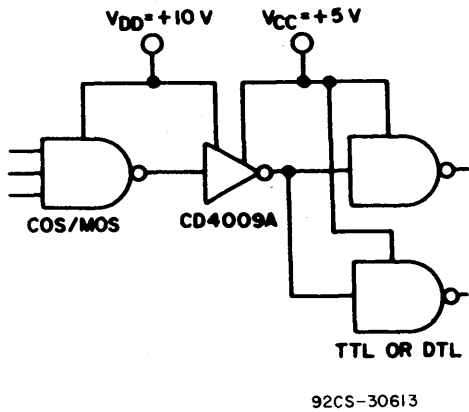 VDD=+10 V
VCC=+5 V
COS/MOS
CD4009A
TTL OR DTL
92CS-30613